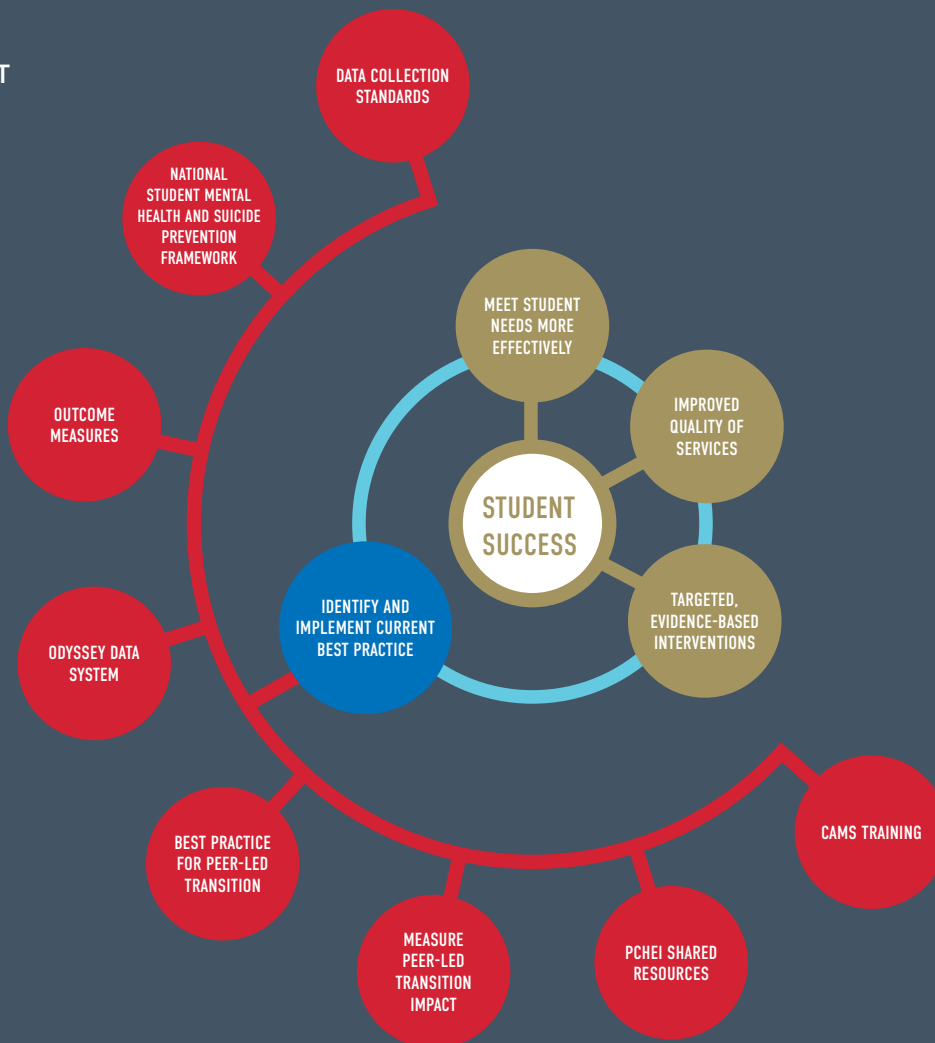 DATA COLLECTION
STANDARDS
NATIONAL
STUDENT MENTAL
HEALTH AND SUICIDE
PREVENTION
FRAMEWORK
MEET STUDENT
NEEDS MORE
EFFECTIVELY
OUTCOME
MEASURES
IMPROVED
QUALITY OF
SERVICES
STUDENT
SUCCESS
IDENTIFY AND
IMPLEMENT CURRENT
BEST PRACTICE
TARGETED,
EVIDENCE-BASED
INTERVENTIONS
ODYSSEY DATA
SYSTEM
BEST PRACTICE
FOR PEER-LED
TRANSITION
CAMS TRAINING
MEASURE
PEER-LED
TRANSITION
IMPACT
PCHEI SHARED
RESOURCES